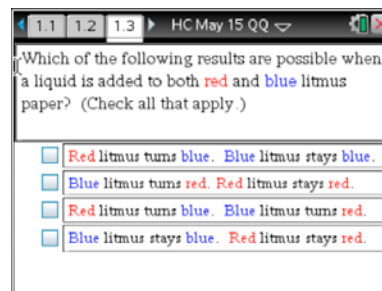 1.1 1.2 1.3 HC May 15 QQ
Which of the following results are possible when
a liquid is added to both red and blue litmus
paper? (Check all that apply.)
Red litmus turns blue. Blue litmus stays blue.
Blue litmus turns red. Red litmus stays red.
Red litmus turns blue. Blue litmus turns red.
Blue litmus stays blue. Red litmus stays red.